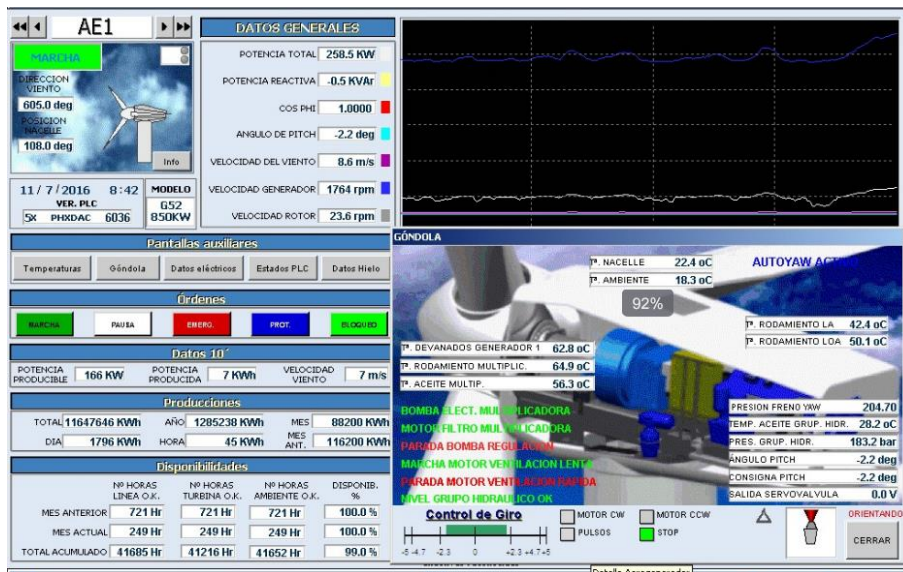 AE1
MARCHA
DIRECCION
VIENTO
605.0 deg
POSICION
NACELLE
108.0 deg
Info
11/ 7/2016 8:42
VER. PLC
5X PHXDAC 6036
MODELO
G52
850KW
DATOS GENERALES
POTENCIA TOTAL 258.5 KW
POTENCIA REACTIVA -0.5 KVAr
COS PHI 1.0000
ANGULO DE PITCH -2.2 deg
VELOCIDAD DEL VIENTO 8.6 m/s
VELOCIDAD GENERADOR 1764 rpm
VELOCIDAD ROTOR 23.6 rpm
Pantallas auxiliares
Temperaturas Góndola Datos eléctricos Estados PLC Datos Hielo
Órdenes
MARCHA PAUSA EMERG. PROT. BLOQUEO
Datos 10´
POTENCIA PRODUCIBLE 166 KW POTENCIA PRODUCIDA 7 KWh VELOCIDAD VIENTO 7 m/s
Producciones
TOTAL 11647646 KWh AÑO 1285238 KWh MES 88200 KWh
DIA 1796 KWh HORA 45 KWh MES ANT. 116200 KWh
Disponibilidades
Nº HORAS LINEA O.K. Nº HORAS TURBINA O.K. Nº HORAS AMBIENTE O.K. DISPONIB. %
MES ANTERIOR 721 Hr 721 Hr 721 Hr 100.0 %
MES ACTUAL 249 Hr 249 Hr 249 Hr 100.0 %
TOTAL ACUMULADO 41685 Hr 41216 Hr 41652 Hr 99.0 %
GÓNDOLA
Tª. NACELLE 22.4 oC
Tª. AMBIENTE 18.3 oC
AUTOYAW
92%
Tª. RODAMIENTO LA 42.4 oC
Tª. RODAMIENTO LOA 50.1 oC
Tª. DEVANADOS GENERADOR 1 62.8 oC
Tª. RODAMIENTO MULTIPLIC. 64.9 oC
Tª. ACEITE MULTIP. 56.3 oC
BOMBA ELECT. MULTIPLICADORA
MOTOR FILTRO MULTIPLICADORA
PARADA BOMBA REGULACION
MARCHA MOTOR VENTILACION LENTA
PARADA MOTOR VENTILACION RAPIDA
NIVEL GRUPO HIDRAULICO OK
PRESION FRENO YAW 204.70
TEMP. ACEITE GRUP. HIDR. 28.2 oC
PRES. GRUP. HIDR. 183.2 bar
ÁNGULO PITCH -2.2 deg
CONSIGNA PITCH -2.2 deg
SALIDA SERVOVALVULA 0.0 V
Control de Giro
-5 -4.7 -2.3 0 +2.3 +4.7 +5
MOTOR CW MOTOR CCW
PULSOS STOP
ORIENTANDO
CERRAR